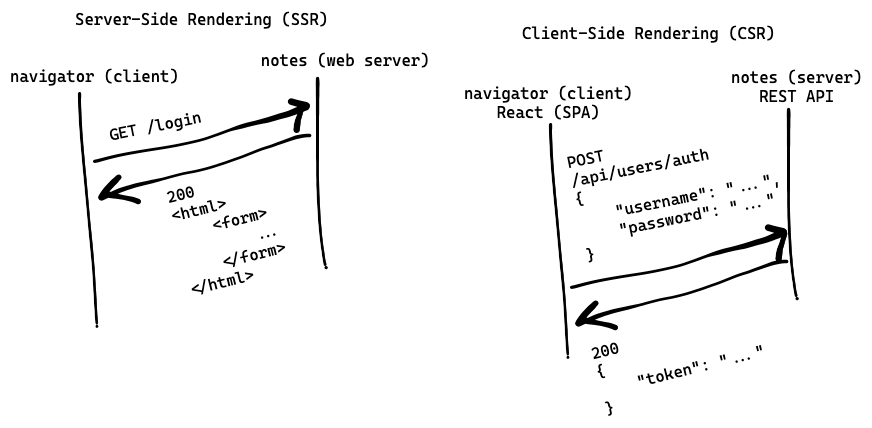 Server-Side Rendering (SSR)
navigator (client)
notes (web server)
GET /login
200
<html>
<form>
...
</form>
</html>
Client-Side Rendering (CSR)
navigator (client)
React (SPA)
notes (server)
REST API
POST
/api/users/auth
{
"username": "...",
"password": "..."
}
200
{
"token": "..."
}